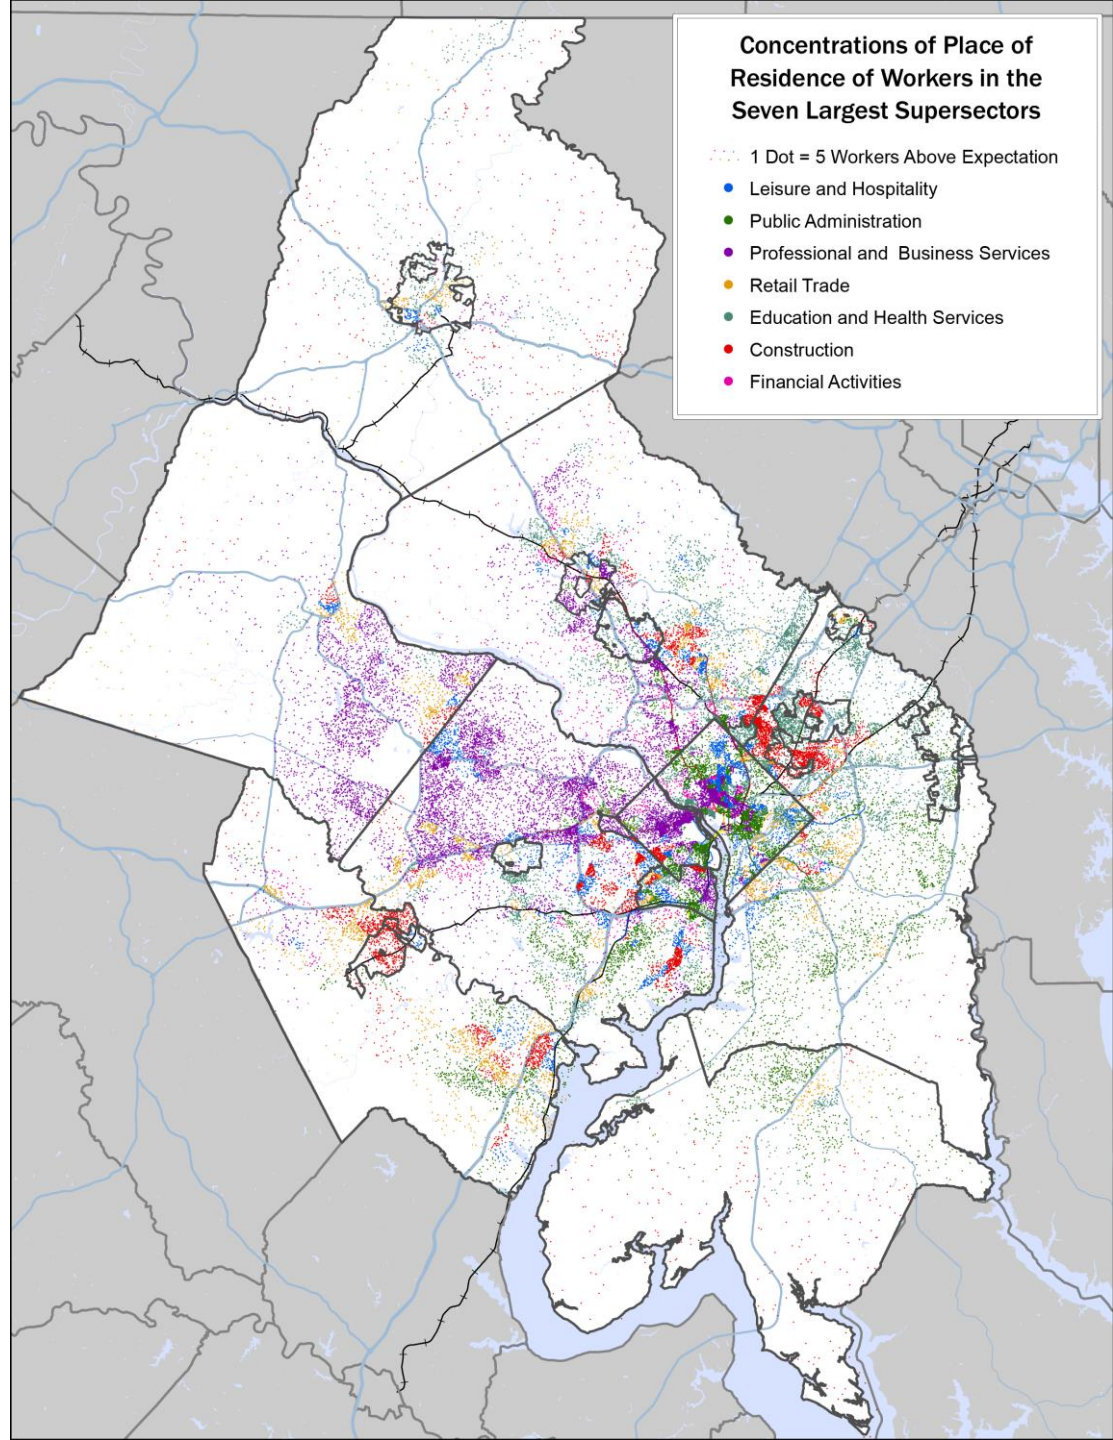 Concentrations of Place of
Residence of Workers in the
Seven Largest Supersectors
1 Dot = 5 Workers Above Expectation
Leisure and Hospitality
Public Administration
Professional and  Business Services
Retail Trade
Education and Health Services
Construction
Financial Activities